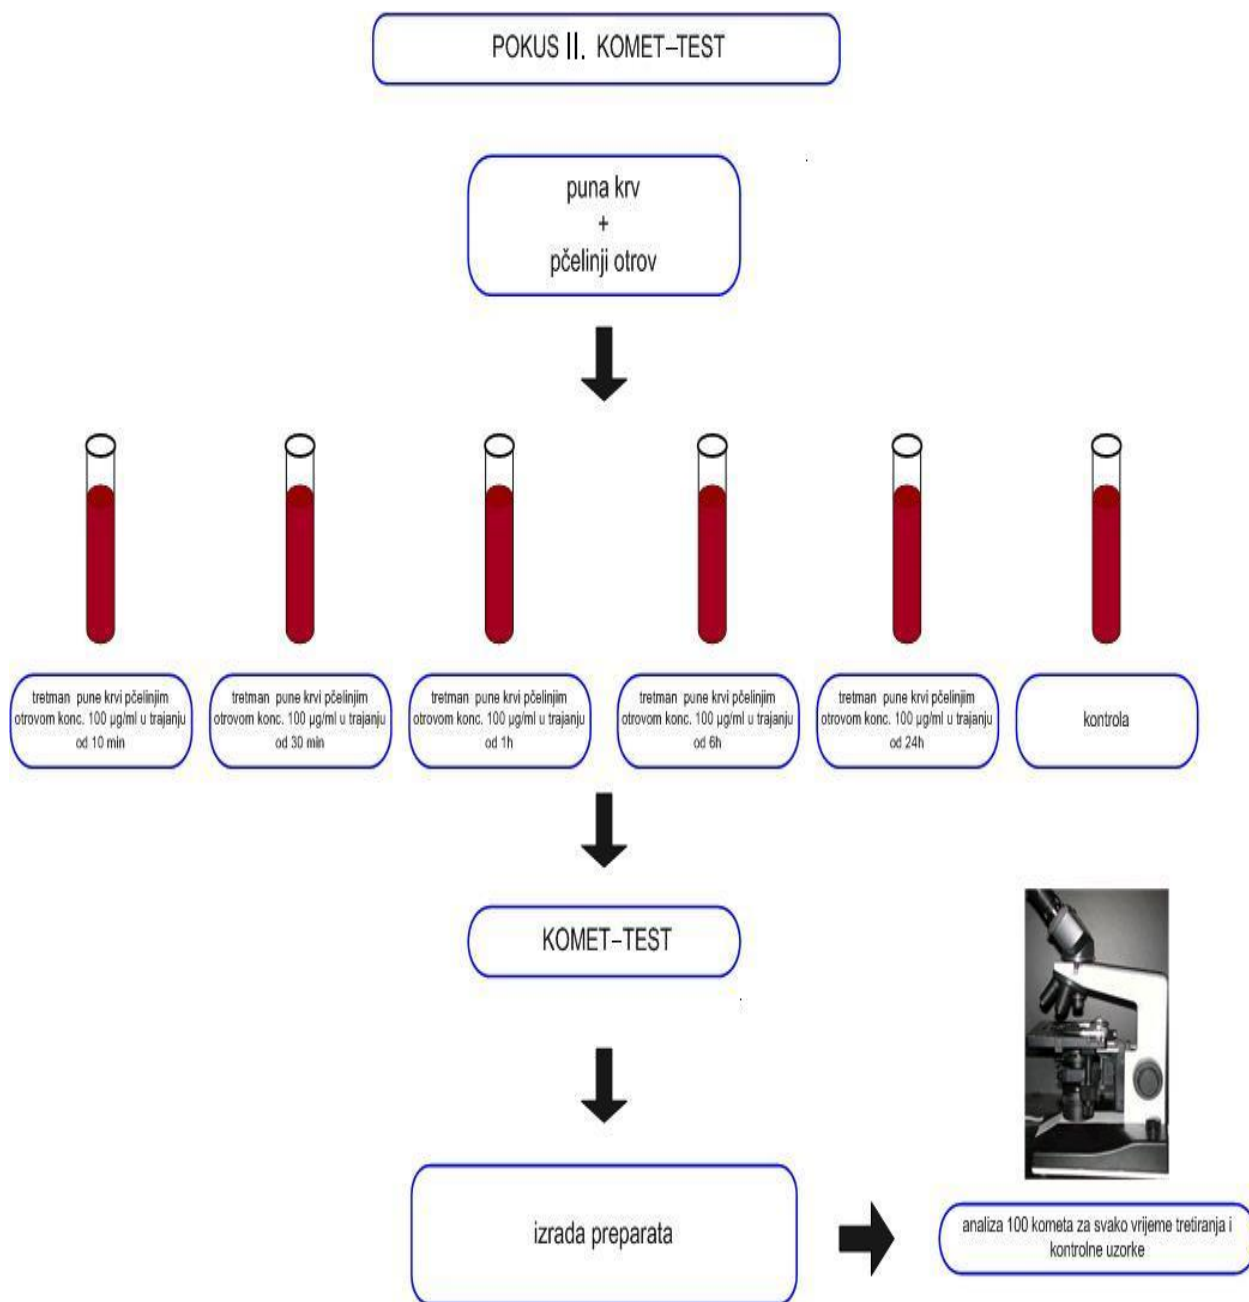 POKUS II. KOMET–TEST
puna krv
+
pčelinji otrov
tretman pune krvi pčelinjim
otrovom konc. 100 µg/ml u trajanju
od 10 min
tretman pune krvi pčelinjim
otrovom konc. 100 µg/ml u trajanju
od 30 min
tretman pune krvi pčelinjim
otrovom konc. 100 µg/ml u trajanju
od 1h
tretman pune krvi pčelinjim
otrovom konc. 100 µg/ml u trajanju
od 6h
tretman pune krvi pčelinjim
otrovom konc. 100 µg/ml u trajanju
od 24h
kontrola
KOMET–TEST
izrada preparata
analiza 100 kometa za svako vrijeme tretiranja i
kontrolne uzorke